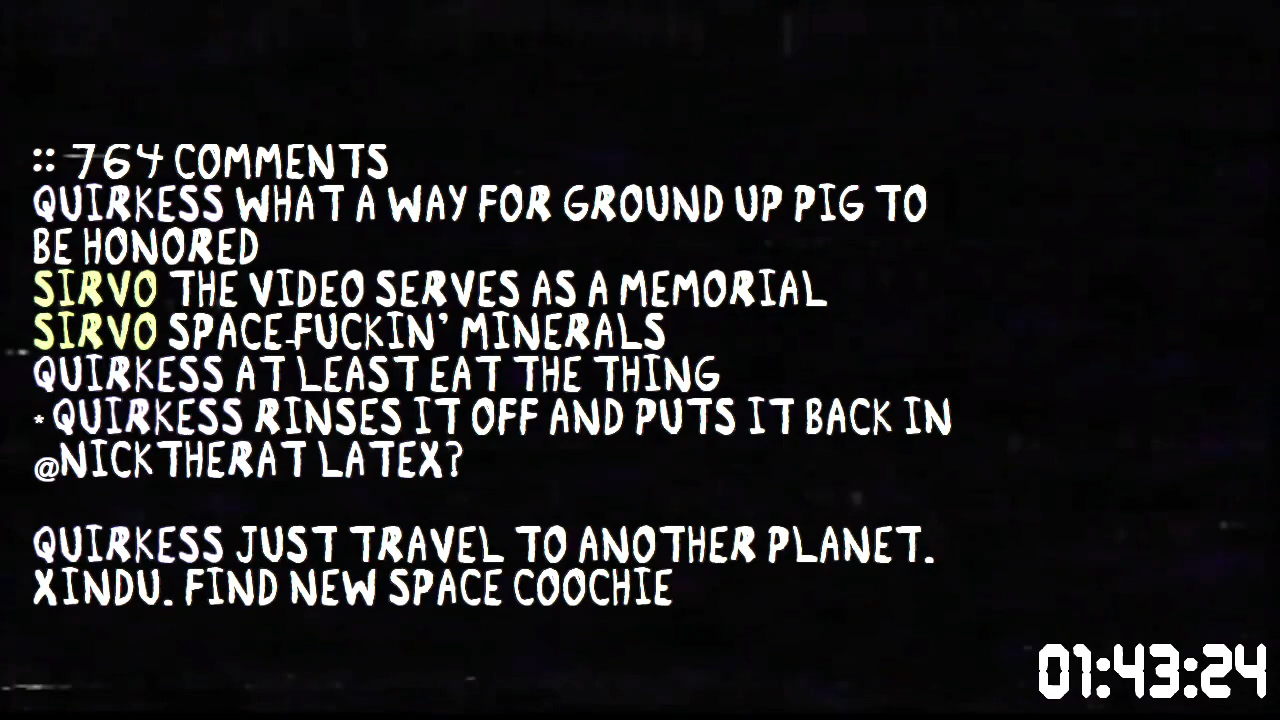 :: 764 COMMENTS
QUIRKESS WHAT A WAY FOR GROUND UP PIG TO
BE HONORED
SIRVO THE VIDEO SERVES AS A MEMORIAL
SIRVO SPACE-FUCKIN' MINERALS
QUIRKESS AT LEAST EAT THE THING
* QUIRKESS RINSES IT OFF AND PUTS IT BACK IN
@NICKTHERAT LATEX?
QUIRKESS JUST TRAVEL TO ANOTHER PLANET.
XINDU. FIND NEW SPACE COOCHIE
01:43:24